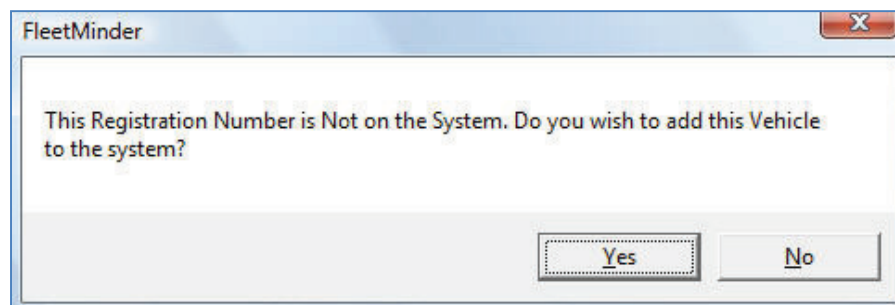 FleetMinder
This Registration Number is Not on the System. Do you wish to add this Vehicle
to the system?
Yes
No